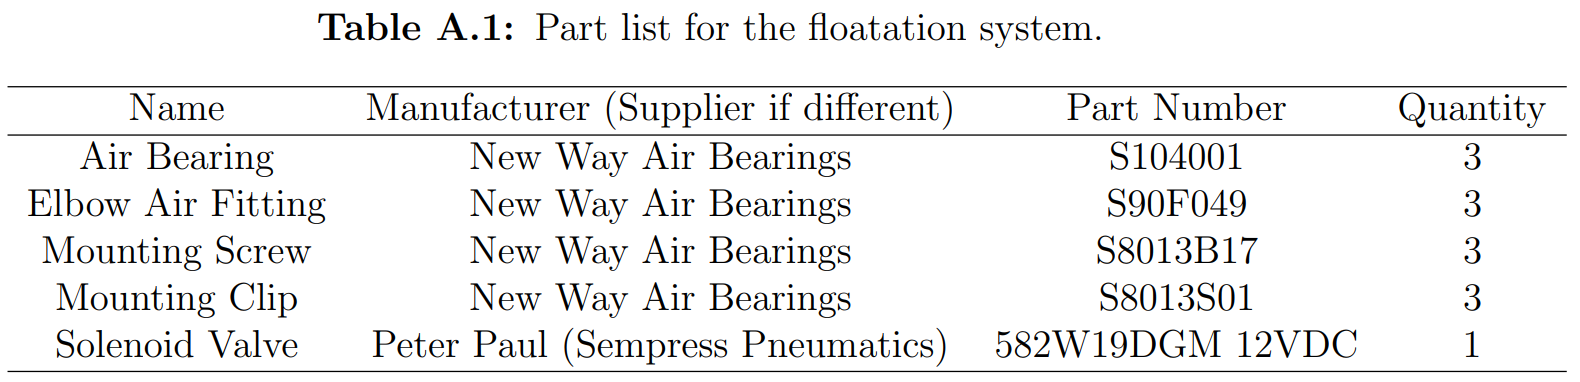 Table A.1: Part list for the floatation system.
Name Manufacturer (Supplier if different) Part Number Quantity
Air Bearing New Way Air Bearings S104001 3
Elbow Air Fitting New Way Air Bearings S90F049 3
Mounting Screw New Way Air Bearings S8013B17 3
Mounting Clip New Way Air Bearings S8013S01 3
Solenoid Valve Peter Paul (Sempress Pneumatics) 582W19DGM 12VDC 1